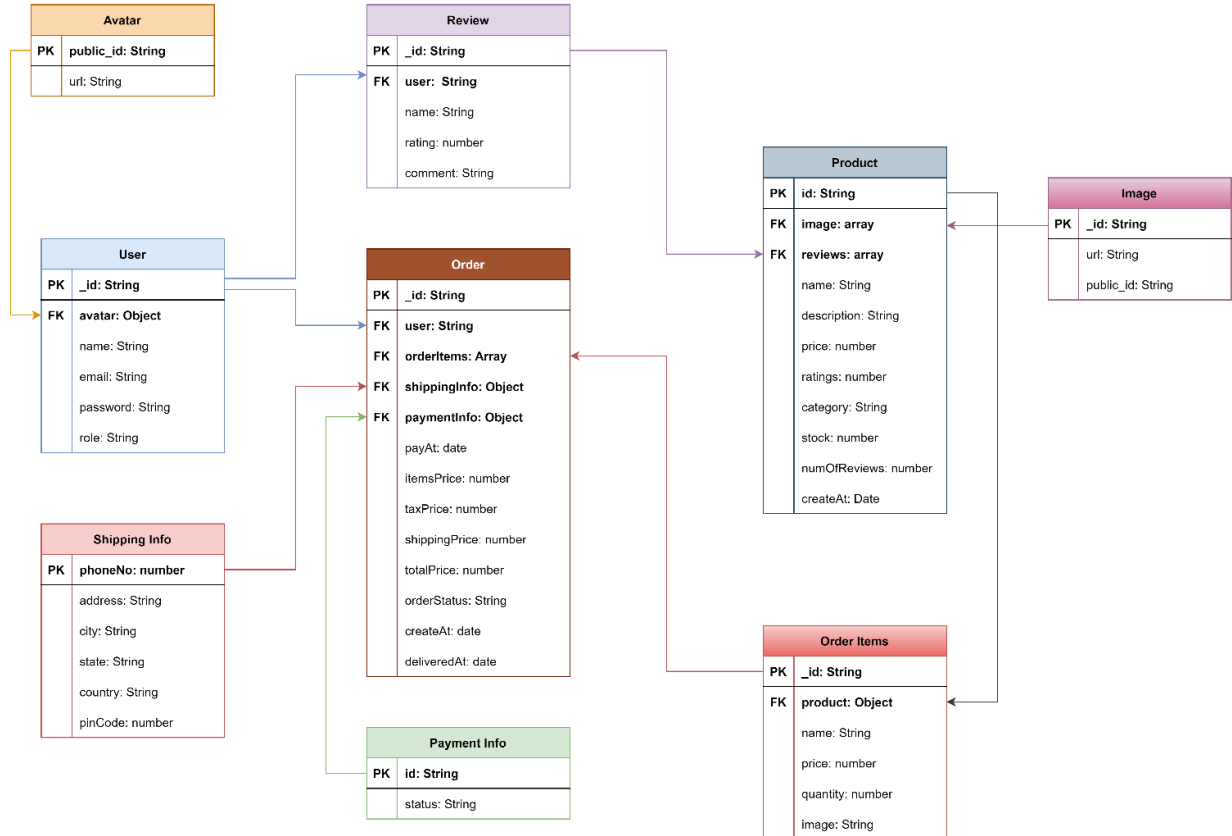 Avatar
PK public_id: String
url: String
Review
PK _id: String
FK user: String
name: String
rating: number
comment: String
Product
PK id: String
FK image: array
FK reviews: array
name: String
description: String
price: number
ratings: number
category: String
stock: number
numOfReviews: number
createAt: Date
Image
PK _id: String
url: String
public_id: String
User
PK _id: String
FK avatar: Object
name: String
email: String
password: String
role: String
Order
PK _id: String
FK user: String
FK orderItems: Array
FK shippingInfo: Object
FK paymentInfo: Object
payAt: date
itemsPrice: number
taxPrice: number
shippingPrice: number
totalPrice: number
orderStatus: String
createAt: date
deliveredAt: date
Shipping Info
PK phoneNo: number
address: String
city: String
state: String
country: String
pinCode: number
Payment Info
PK id: String
status: String
Order Items
PK _id: String
FK product: Object
name: String
price: number
quantity: number
image: String